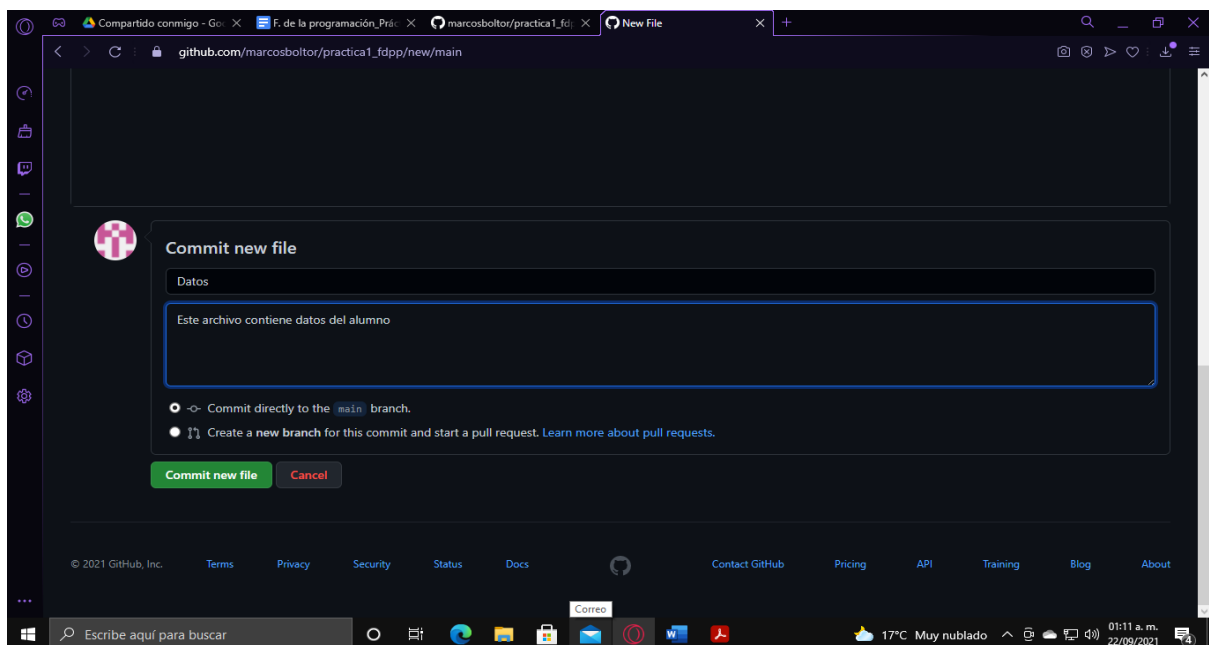 Compartido conmigo - Goo
F. de la programación_Prác
marcosboltor/practica1_fdp
New File
github.com/marcosboltor/practica1_fdpp/new/main
Commit new file
Datos
Este archivo contiene datos del alumno
Commit directly to the main branch.
Create a new branch for this commit and start a pull request. Learn more about pull requests.
Commit new file Cancel
© 2021 GitHub, Inc. Terms Privacy Security Status Docs Contact GitHub Pricing API Training Blog About
Correo
Escribe aquí para buscar
17°C Muy nublado
01:11 a. m.
22/09/2021
4